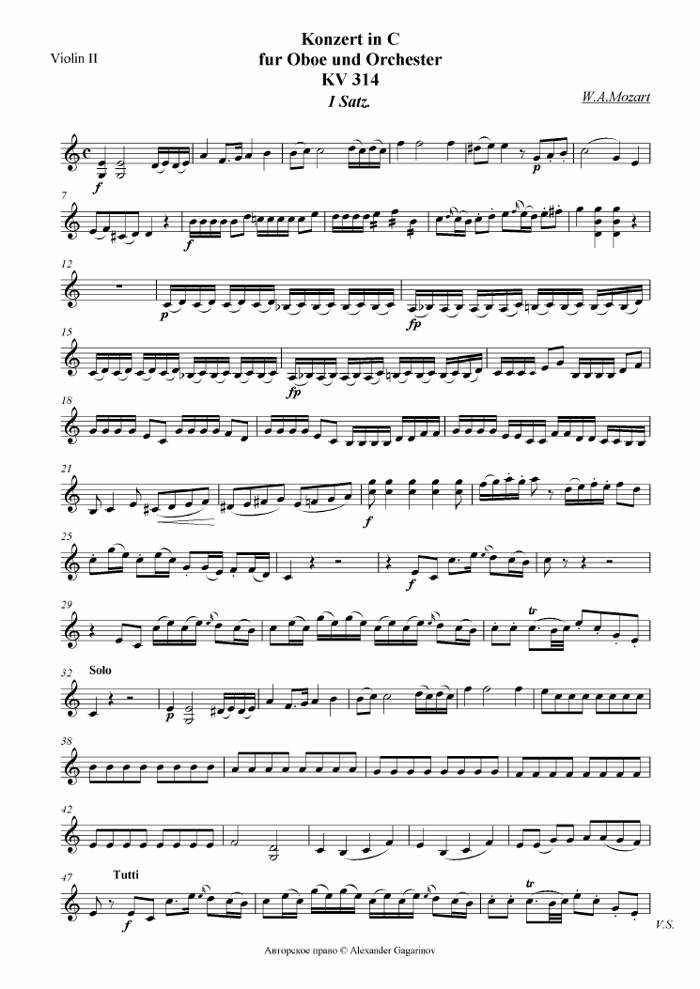 Konzert in C
Violin II
fur Oboe und Orchester
KV 314
I Satz.
W.A.Mozart
f
p
7
f
12
p
fp
15
fp
18
21
f
25
f
29
tr
32
Solo
p
38
42
47
Tutti
f
tr
V.S.
Авторское право © Alexander Gagarinov